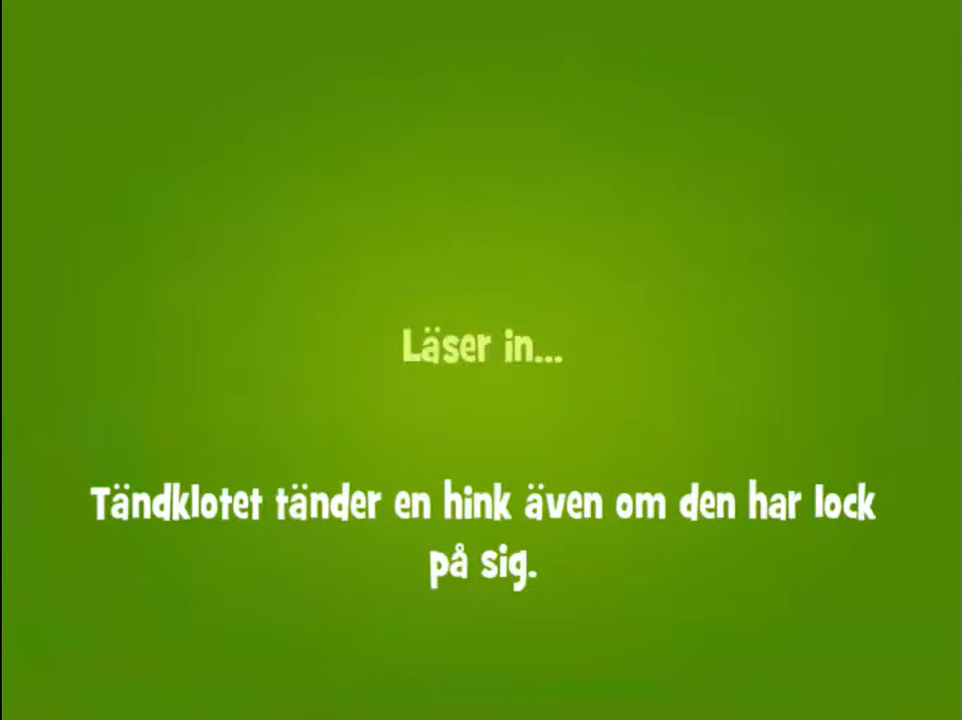 Läser in...
Tändklotet tänder en hink även om den har lock
på sig.